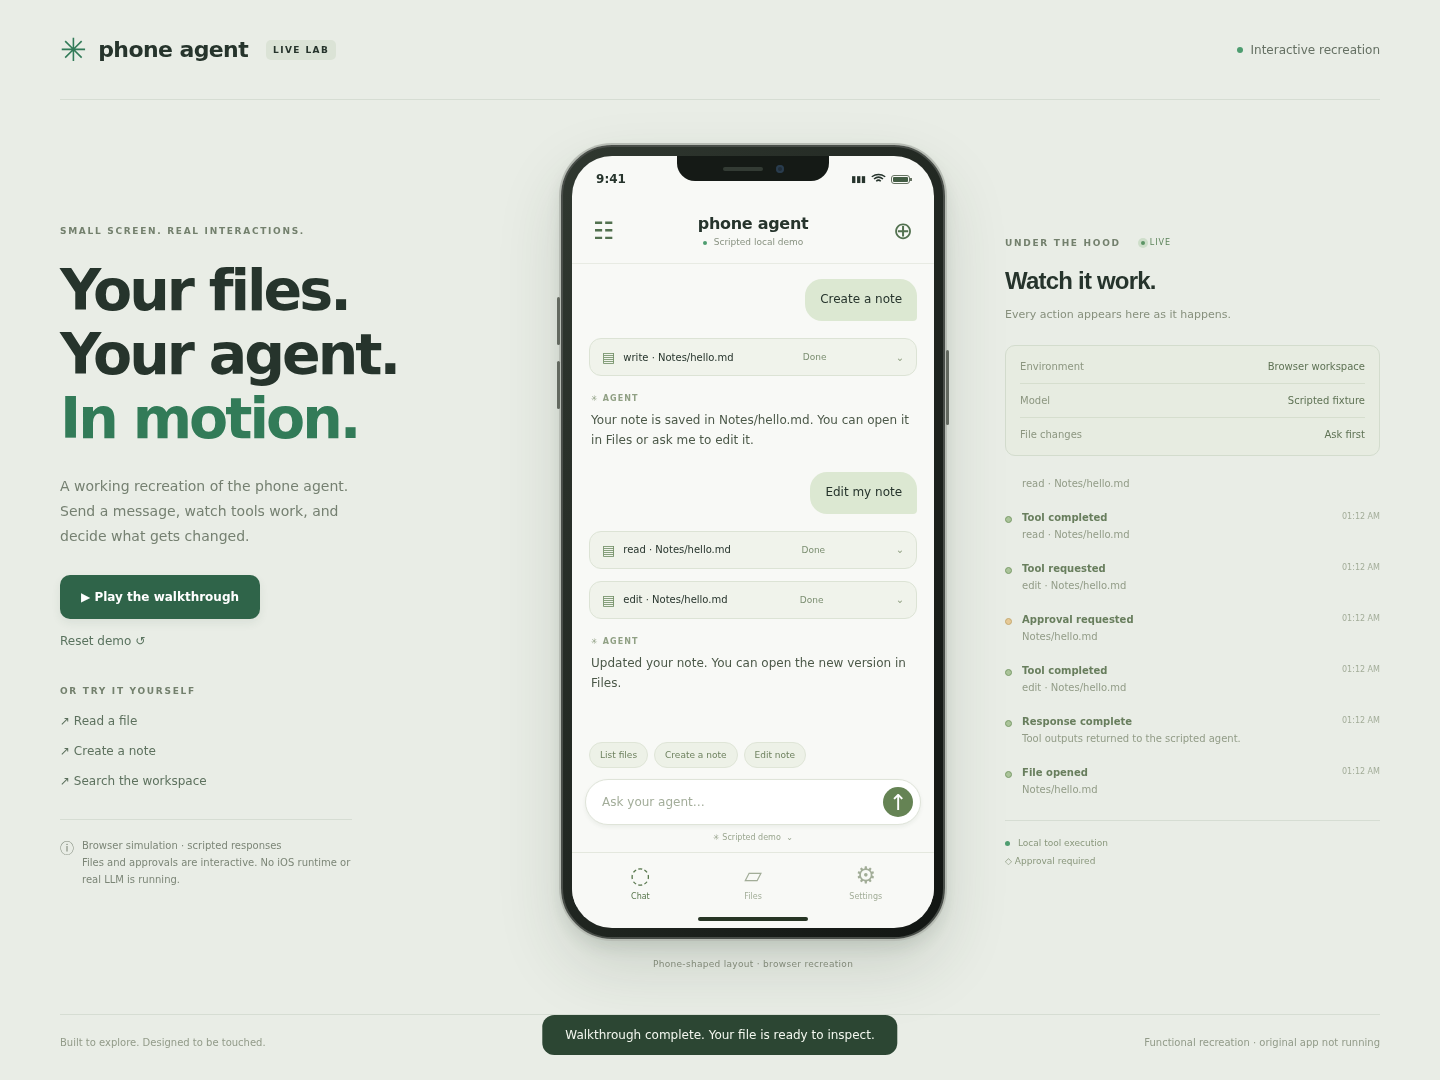 phone agent LIVE LAB
Interactive recreation
SMALL SCREEN. REAL INTERACTIONS.
Your files.
Your agent.
In motion.
A working recreation of the phone agent.
Send a message, watch tools work, and
decide what gets changed.
▶ Play the walkthrough
Reset demo ↺
OR TRY IT YOURSELF
↗ Read a file
↗ Create a note
↗ Search the workspace
Browser simulation · scripted responses
Files and approvals are interactive. No iOS runtime or
real LLM is running.
9:41
phone agent
Scripted local demo
Create a note
write · Notes/hello.md Done
AGENT
Your note is saved in Notes/hello.md. You can open it
in Files or ask me to edit it.
Edit my note
read · Notes/hello.md Done
edit · Notes/hello.md Done
AGENT
Updated your note. You can open the new version in
Files.
List files Create a note Edit note
Ask your agent…
Scripted demo
Chat Files Settings
Phone-shaped layout · browser recreation
UNDER THE HOOD LIVE
Watch it work.
Every action appears here as it happens.
Environment Browser workspace
Model Scripted fixture
File changes Ask first
read · Notes/hello.md
Tool completed 01:12 AM
read · Notes/hello.md
Tool requested 01:12 AM
edit · Notes/hello.md
Approval requested 01:12 AM
Notes/hello.md
Tool completed 01:12 AM
edit · Notes/hello.md
Response complete 01:12 AM
Tool outputs returned to the scripted agent.
File opened 01:12 AM
Notes/hello.md
Local tool execution
◇ Approval required
Built to explore. Designed to be touched.
Walkthrough complete. Your file is ready to inspect.
Functional recreation · original app not running